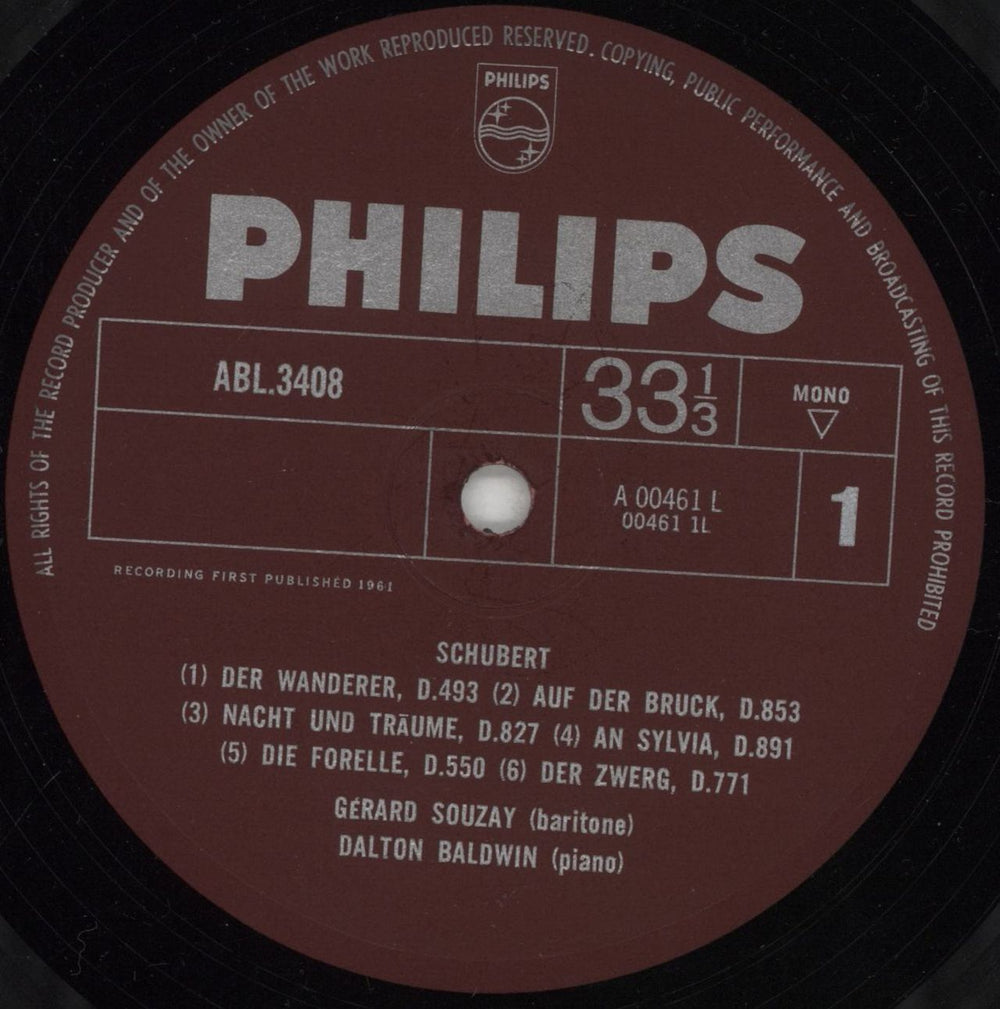 ALL RIGHTS OF THE RECORD PRODUCER AND OF THE OWNER OF THE WORK REPRODUCED RESERVED. COPYING, PUBLIC PERFORMANCE AND BROADCASTING OF THIS RECORD PROHIBITED
PHILIPS
PHILIPS
ABL.3408
33 1/3
MONO
A 00461 L
00461 1L
1
RECORDING FIRST PUBLISHED 1961
SCHUBERT
(1) DER WANDERER, D.493 (2) AUF DER BRUCK, D.853
(3) NACHT UND TRÄUME, D.827 (4) AN SYLVIA, D.891
(5) DIE FORELLE, D.550 (6) DER ZWERG, D.771
GÉRARD SOUZAY (baritone)
DALTON BALDWIN (piano)